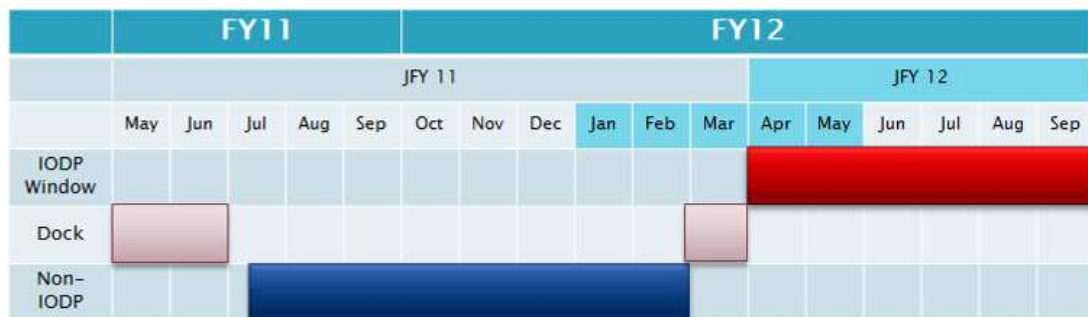 FY11 FY12
JFY 11 JFY 12
May Jun Jul Aug Sep Oct Nov Dec Jan Feb Mar Apr May Jun Jul Aug Sep
IODP
Window
Dock
Non-
IODP